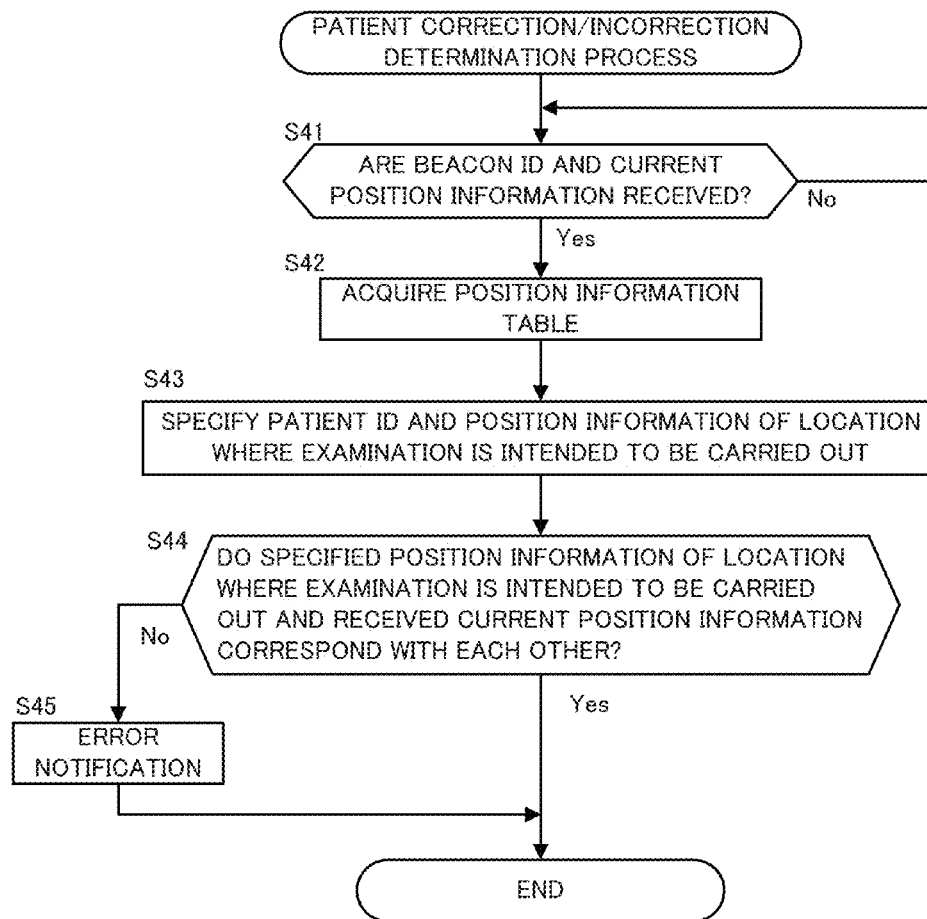 PATIENT CORRECTION/INCORRECTION
DETERMINATION PROCESS
S41
ARE BEACON ID AND CURRENT
POSITION INFORMATION RECEIVED?
No
Yes
S42
ACQUIRE POSITION INFORMATION
TABLE
S43
SPECIFY PATIENT ID AND POSITION INFORMATION OF LOCATION
WHERE EXAMINATION IS INTENDED TO BE CARRIED OUT
S44
DO SPECIFIED POSITION INFORMATION OF LOCATION
WHERE EXAMINATION IS INTENDED TO BE CARRIED
OUT AND RECEIVED CURRENT POSITION INFORMATION
CORRESPOND WITH EACH OTHER?
No
Yes
S45
ERROR
NOTIFICATION
END